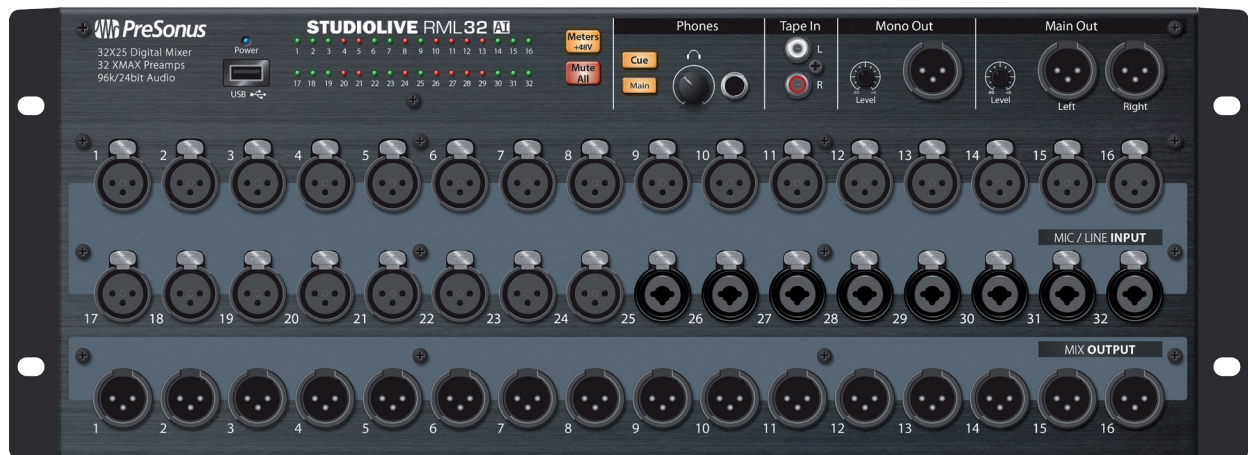 PreSonus
32X25 Digital Mixer
32 XMAX Preamps
96k/24bit Audio
Power
USB
STUDIOLIVE RML32 AI
1 2 3 4 5 6 7 8 9 10 11 12 13 14 15 16
17 18 19 20 21 22 23 24 25 26 27 28 29 30 31 32
Meters
+48V
Mute
All
Phones
Cue
Main
Tape In
L
R
Mono Out
Level
Main Out
Level
Left
Right
1 2 3 4 5 6 7 8 9 10 11 12 13 14 15 16
MIC / LINE INPUT
17 18 19 20 21 22 23 24 25 26 27 28 29 30 31 32
MIX OUTPUT
1 2 3 4 5 6 7 8 9 10 11 12 13 14 15 16